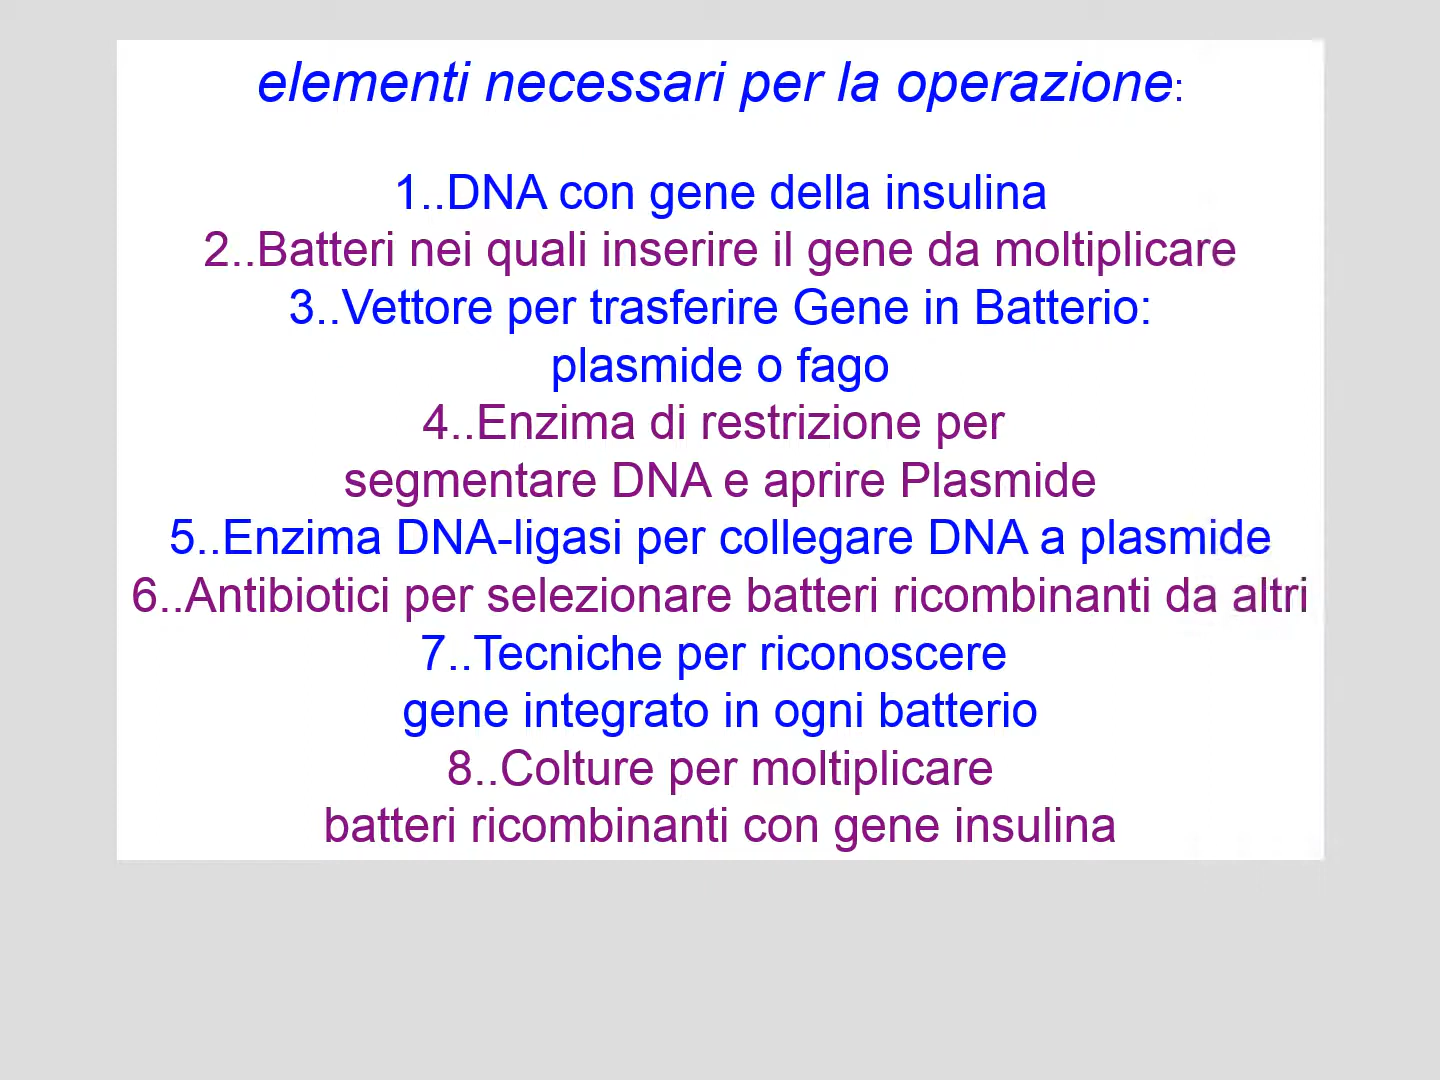 elementi necessari per la operazione:
1..DNA con gene della insulina
2..Batteri nei quali inserire il gene da moltiplicare
3..Vettore per trasferire Gene in Batterio:
plasmide o fago
4..Enzima di restrizione per
segmentare DNA e aprire Plasmide
5..Enzima DNA-ligasi per collegare DNA a plasmide
6..Antibiotici per selezionare batteri ricombinanti da altri
7..Tecniche per riconoscere
gene integrato in ogni batterio
8..Colture per moltiplicare
batteri ricombinanti con gene insulina